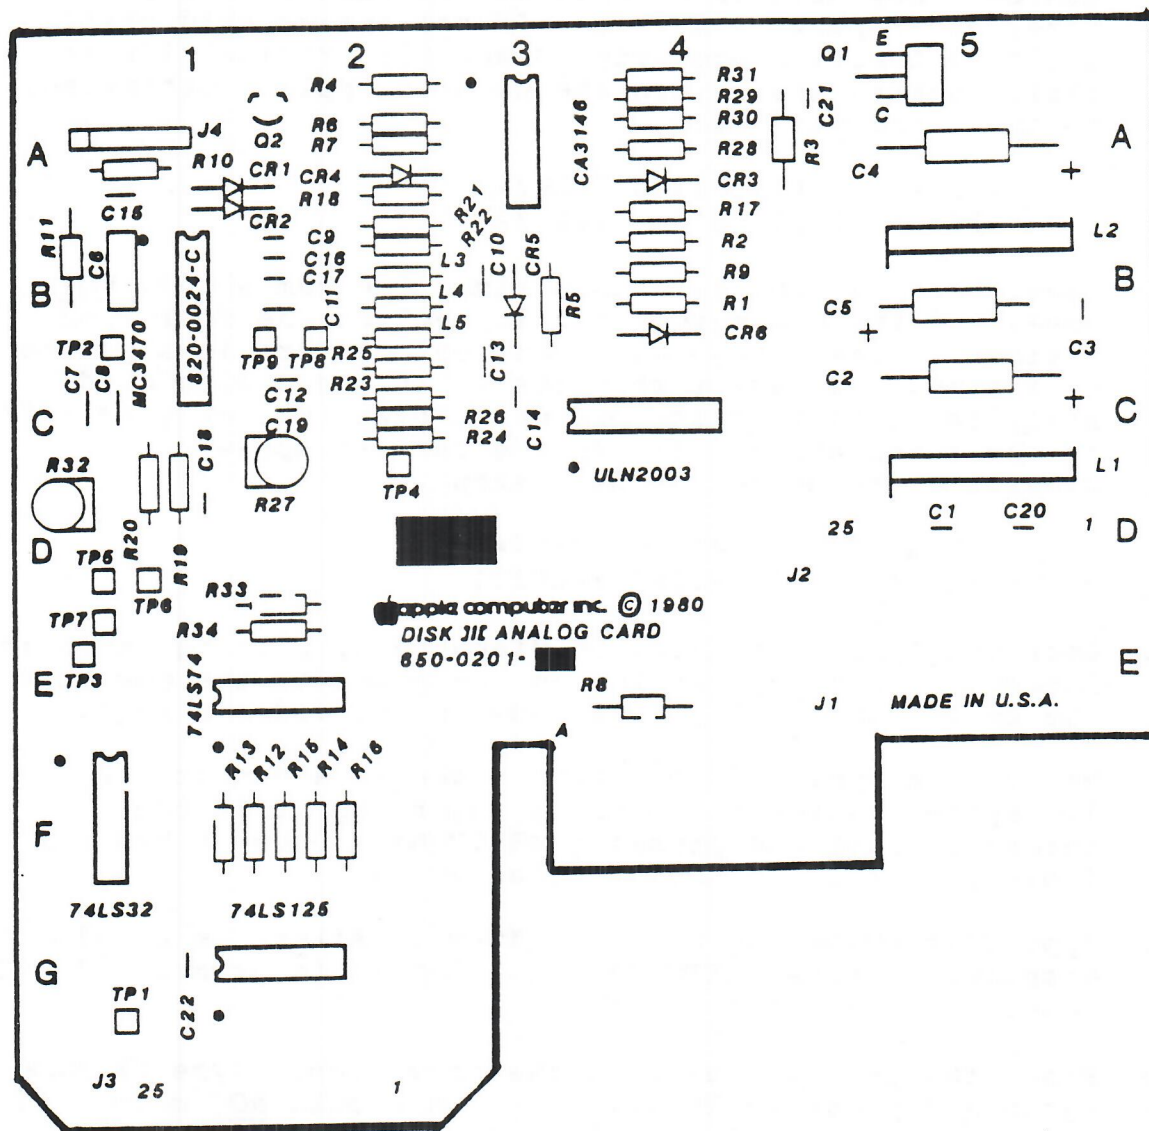 1
2
3
4
5
E
Q1
C
R4
R31
R29
R30
C21
Q2
R6
R7
J4
R10
CR1
CR4
CA3146
R28
R3
A
A
C4
+
CR3
C15
CR2
R18
R21
R22
R17
R11
C6
C9
C16
C17
L3
C10
CR5
R2
L2
B
B
820-0024-C
C11
L4
R9
R5
R1
C5
+
C3
TP2
MC3470
TP9
TP8
L5
R25
C13
CR6
C7
C8
C12
R23
C2
+
C
C
C19
R26
R24
C14
R32
C18
R27
TP4
ULN2003
L1
D
D
R20
R19
25
C1
C20
1
TP5
TP6
R33
J2
TP7
R34
apple computer inc. © 1980
DISK ][ ANALOG CARD
650-0201-
TP3
E
E
74LS74
R8
J1
MADE IN U.S.A.
A
R13
R12
R15
R14
R16
F
74LS32
74LS125
G
TP1
C22
J3
25
1